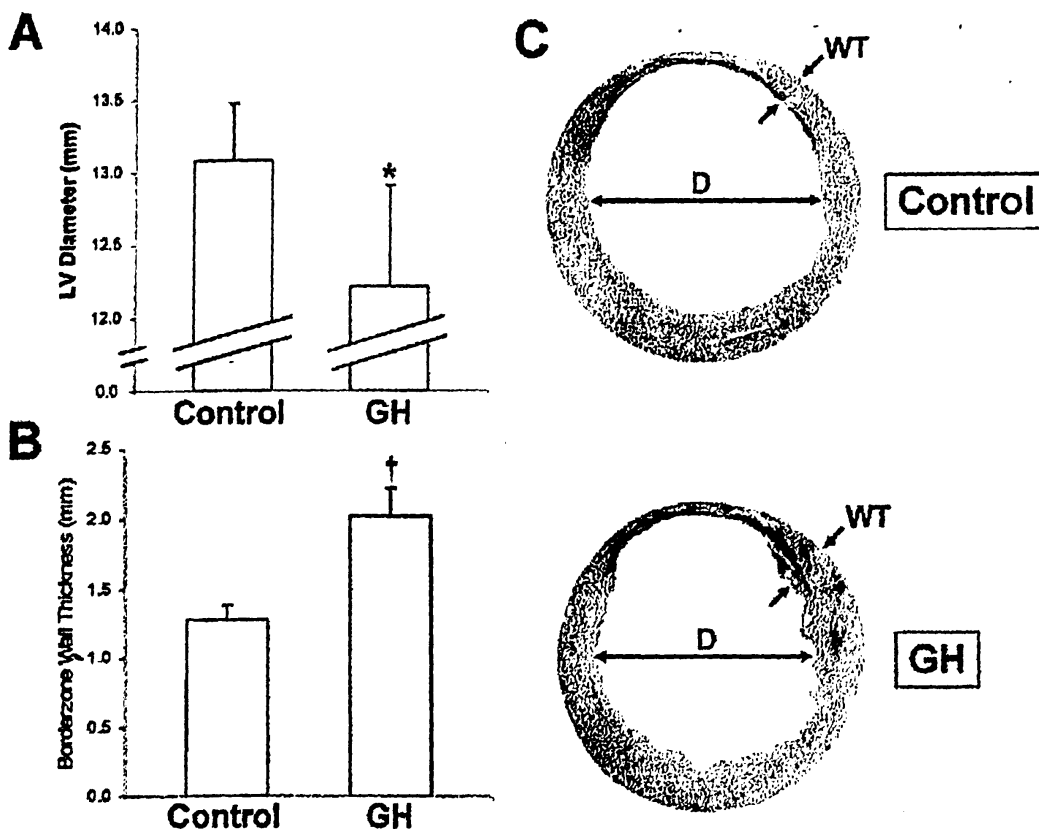 A
LV Diameter (mm)
14.0
13.5
13.0
12.5
12.0
0.0
*
Control GH
B
Borderzone Wall Thickness (mm)
2.5
2.0
1.5
1.0
0.5
0.0
†
Control GH
C
WT
D
Control
WT
D
GH